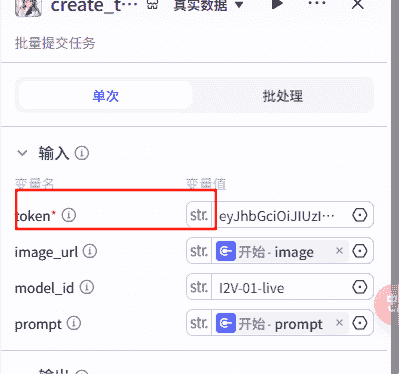 create_t··· 真实数据
批量提交任务
单次 批处理
输入
变量名 变量值
token* str. eyJhbGciOiJIUzI···
image_url str. 开始 - image
model_id str. I2V-01-live
prompt str. 开始 - prompt
输出